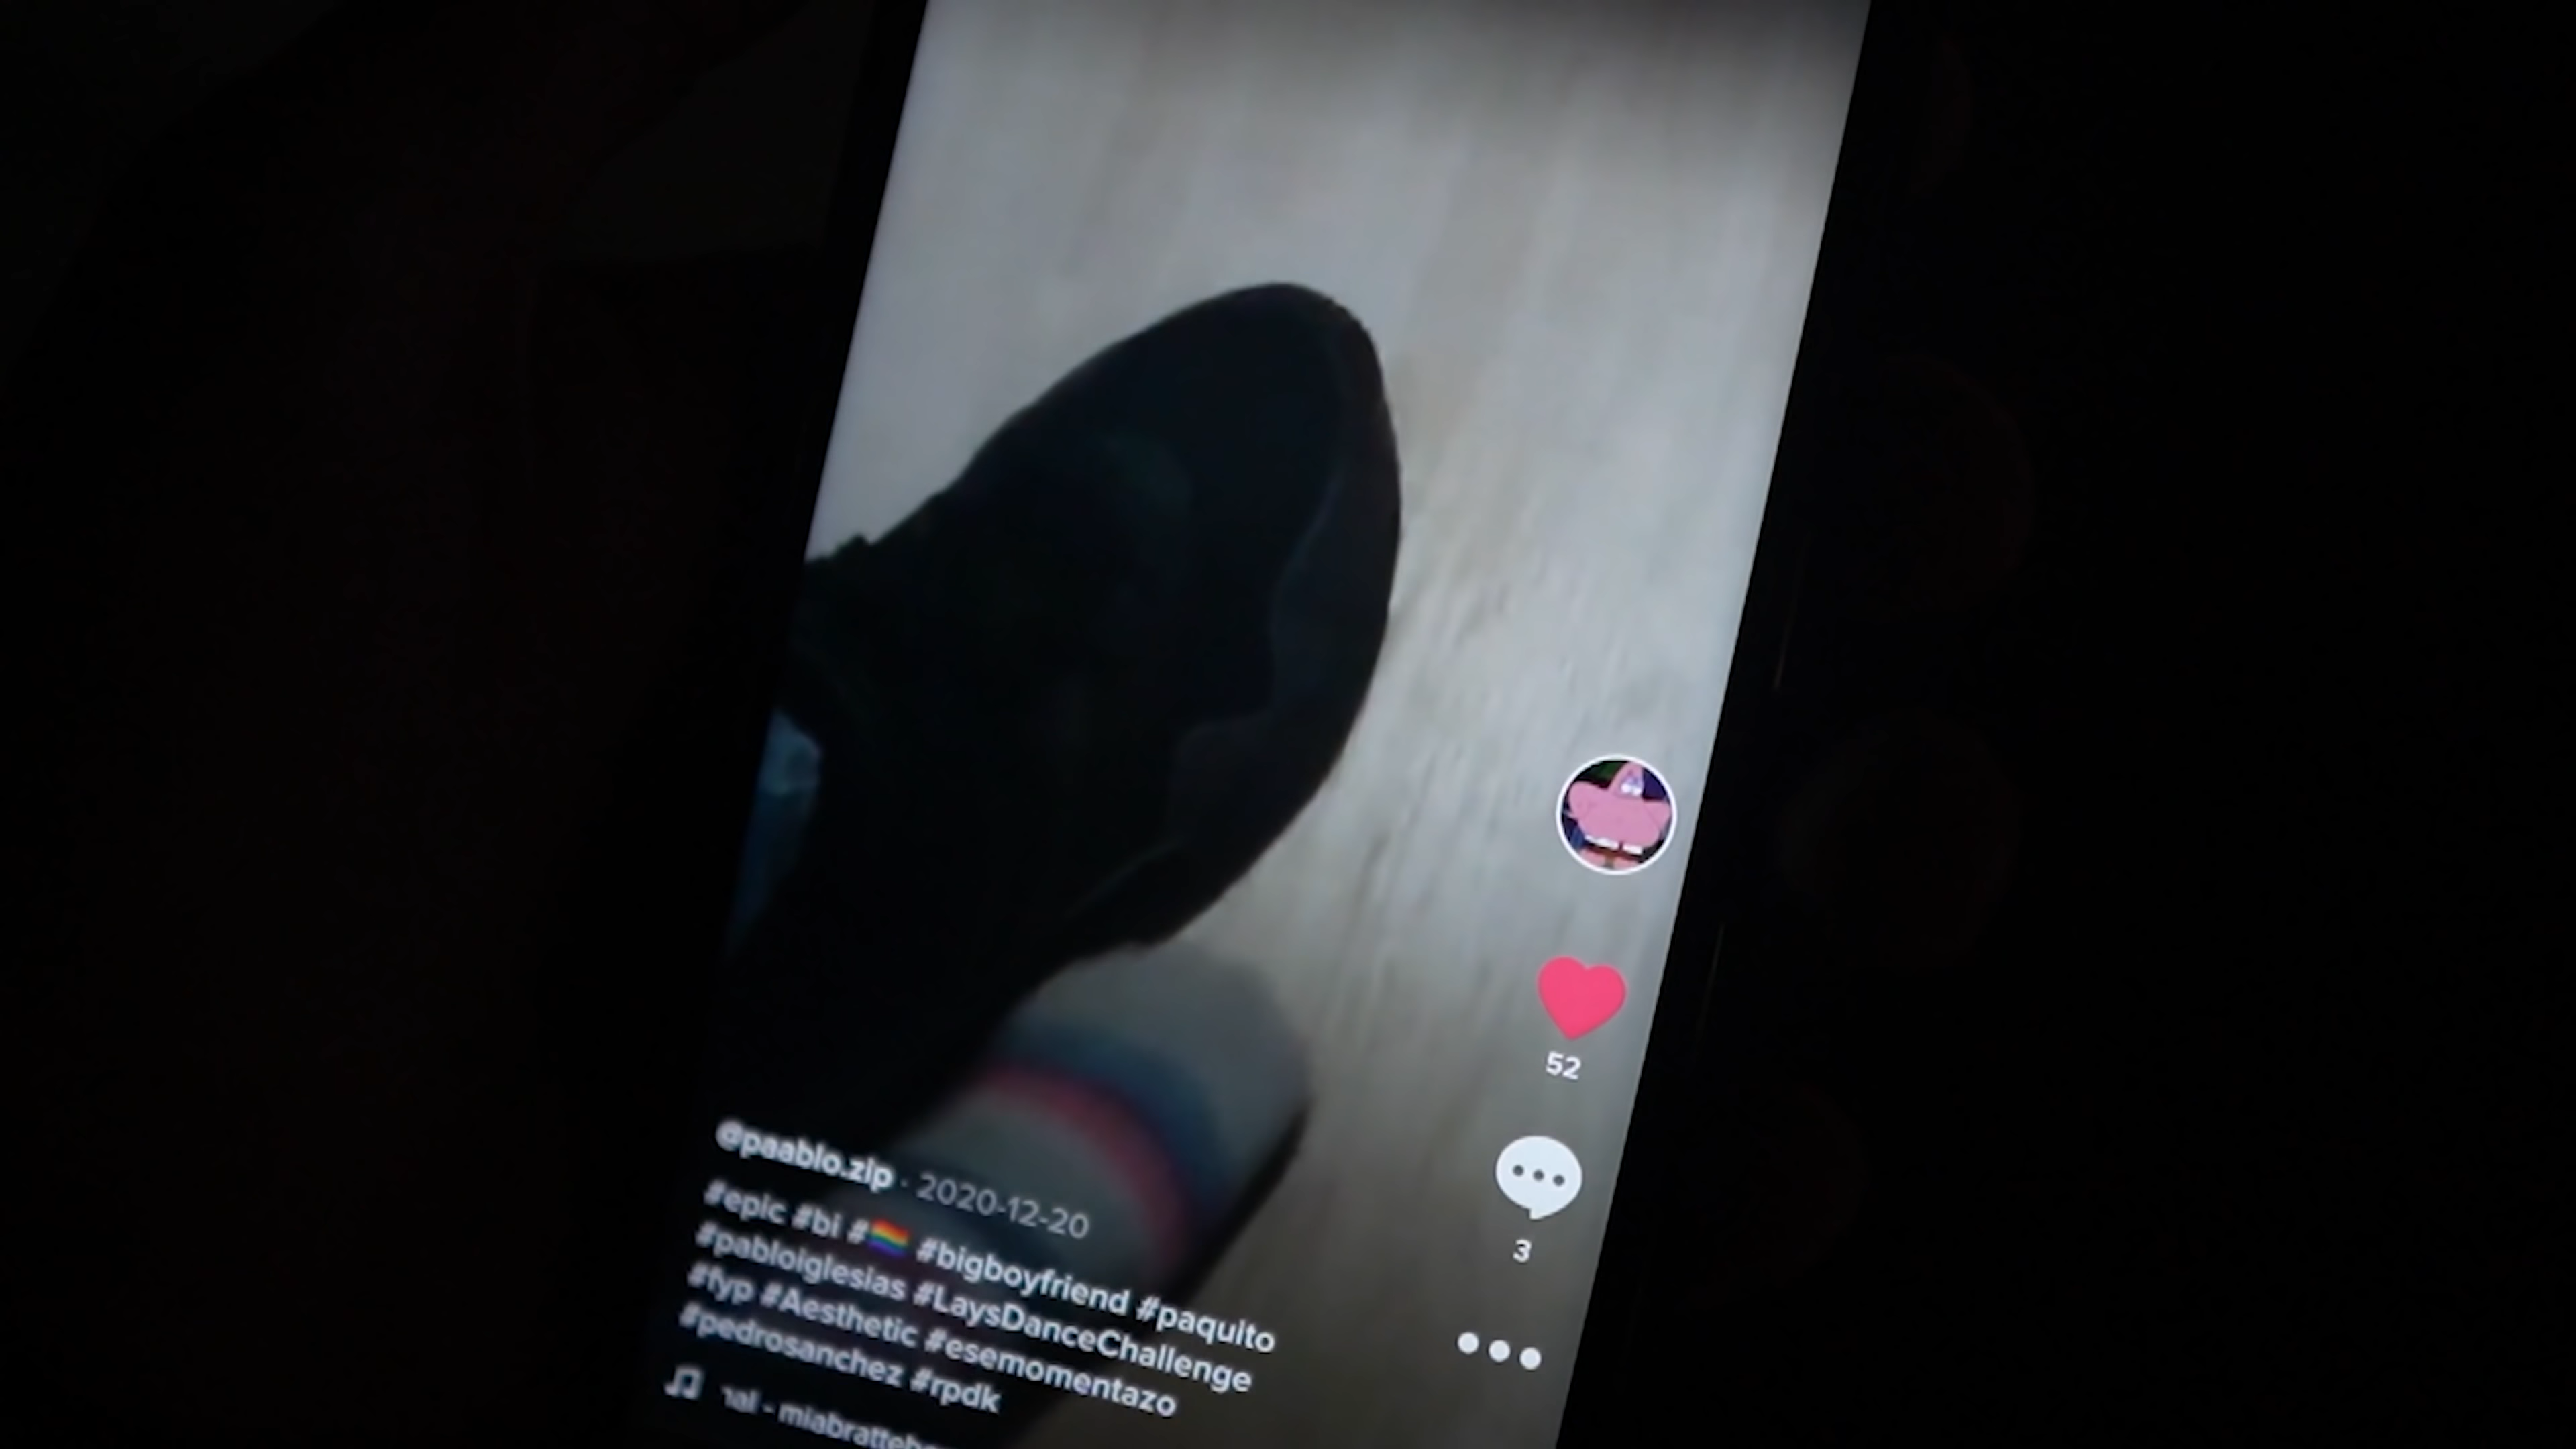 52
3
@paablo.zip · 2020-12-20
#epic #bi #🏳️‍🌈 #bigboyfriend #paquito
#pabloiglesias #LaysDanceChallenge
#fyp #Aesthetic #esemomentazo
#pedrosanchez #rpdk